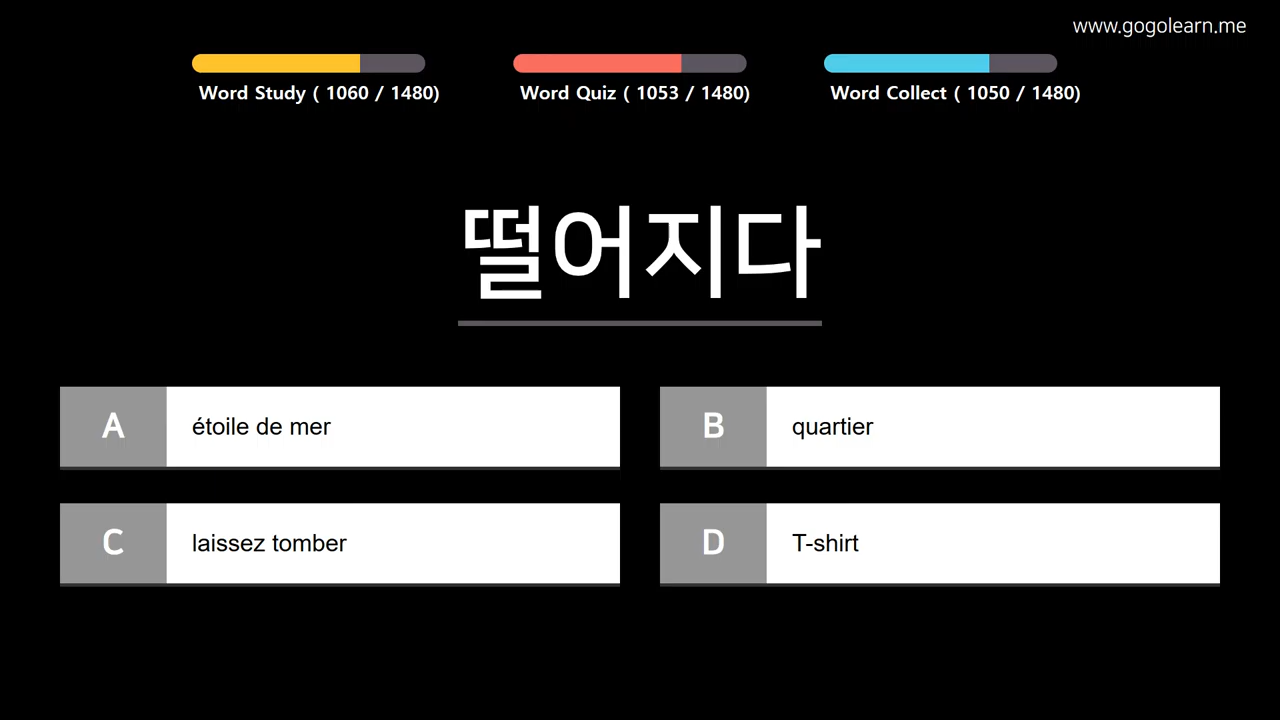 www.gogolearn.me
Word Study ( 1060 / 1480)
Word Quiz ( 1053 / 1480)
Word Collect ( 1050 / 1480)
떨어지다
A étoile de mer
B quartier
C laissez tomber
D T-shirt